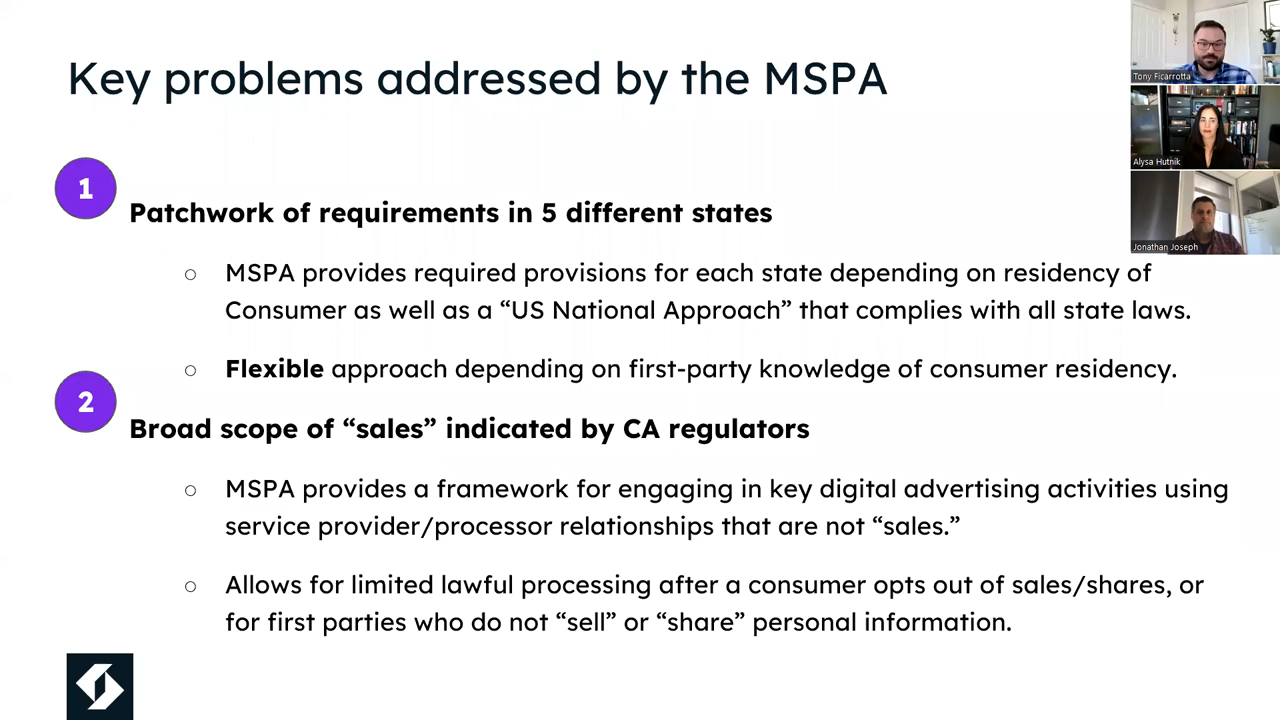 Key problems addressed by the MSPA
Tony Ficarrotta
Alysa Hutnik
Jonathan Joseph
1
Patchwork of requirements in 5 different states
○ MSPA provides required provisions for each state depending on residency of
Consumer as well as a “US National Approach” that complies with all state laws.
○ Flexible approach depending on first-party knowledge of consumer residency.
2
Broad scope of “sales” indicated by CA regulators
○ MSPA provides a framework for engaging in key digital advertising activities using
service provider/processor relationships that are not “sales.”
○ Allows for limited lawful processing after a consumer opts out of sales/shares, or
for first parties who do not “sell” or “share” personal information.